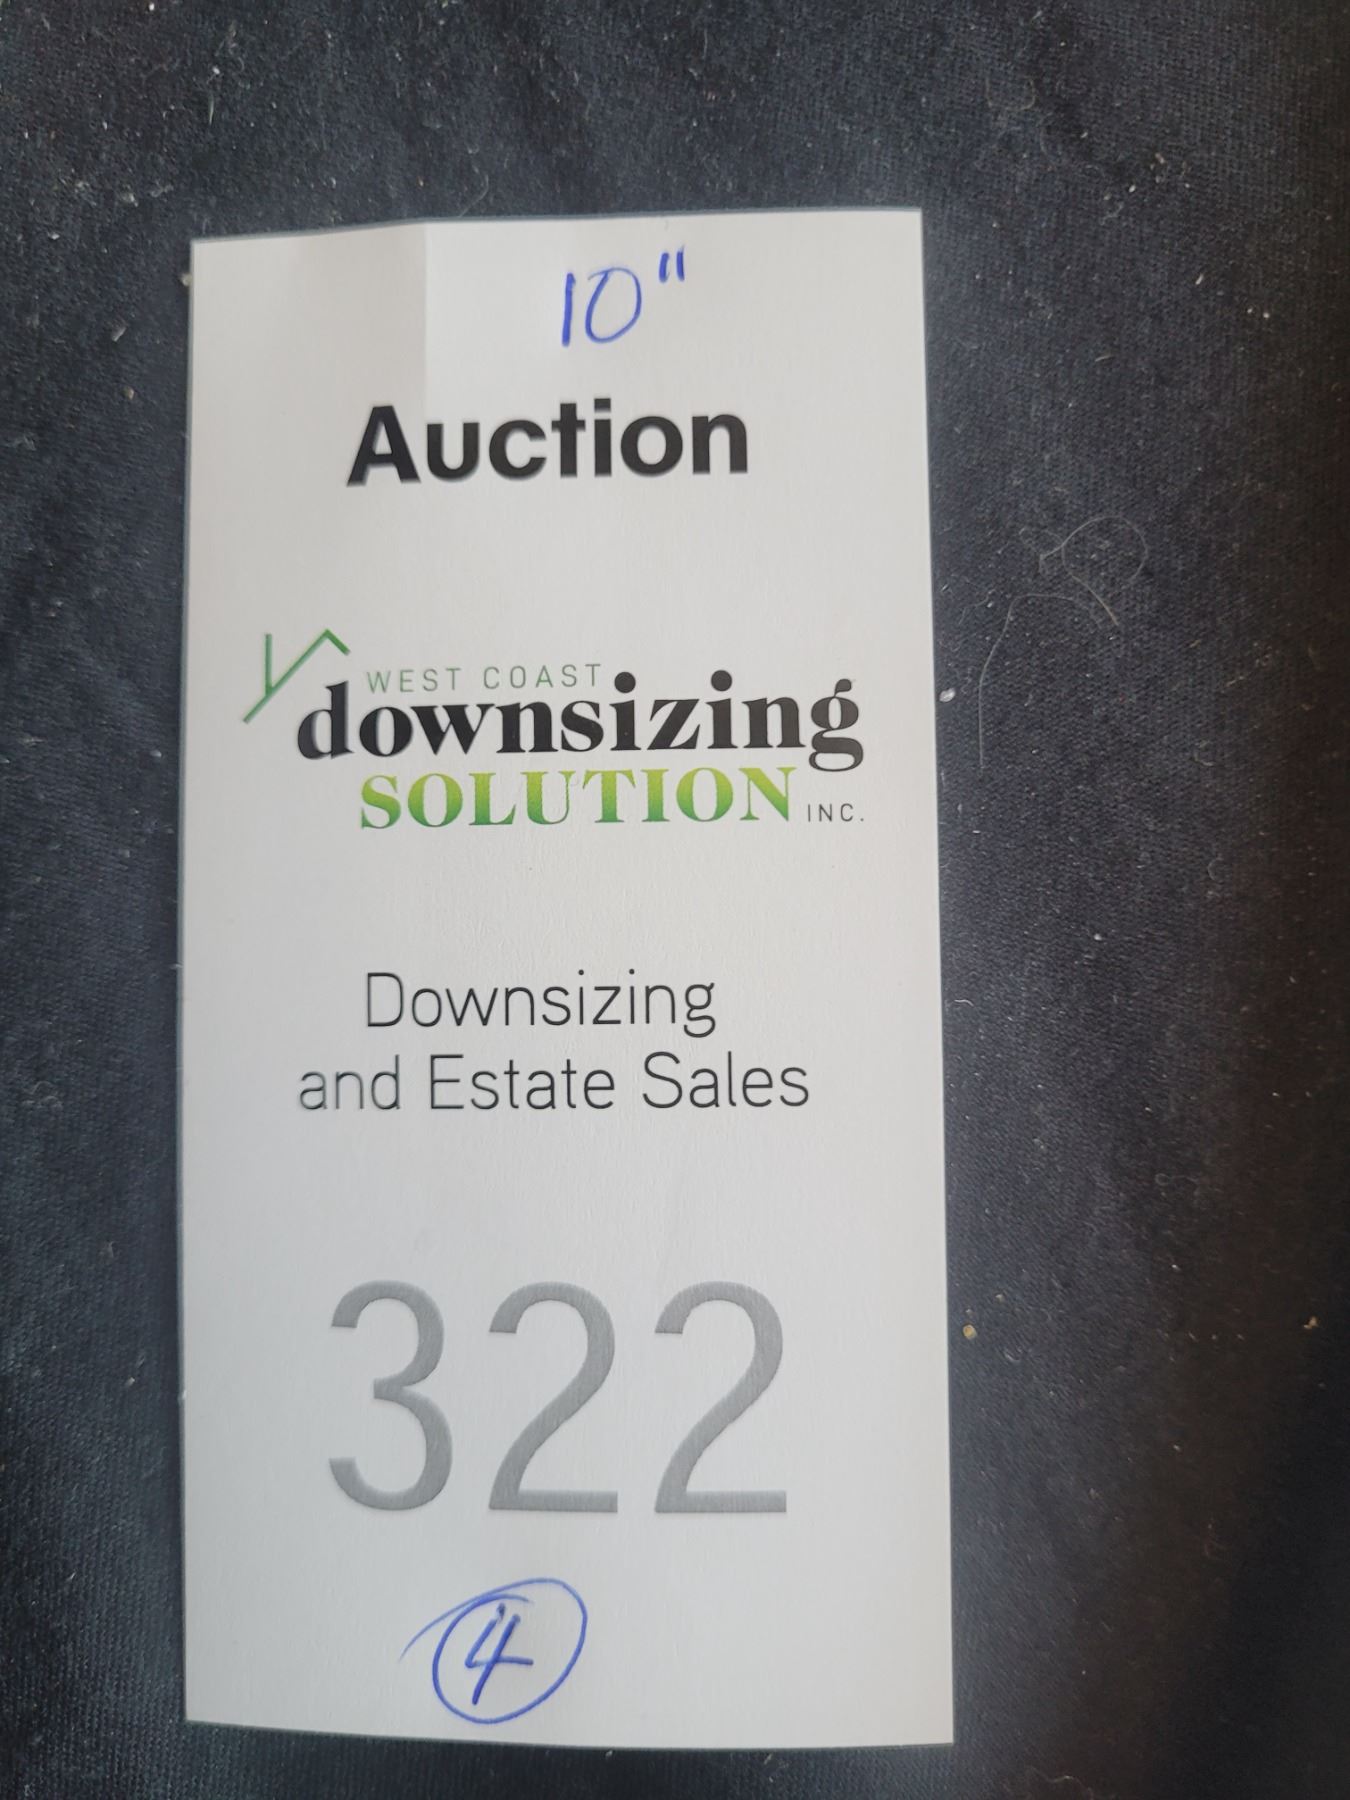 10"
Auction
WEST COAST
downsizing
SOLUTION INC.
Downsizing
and Estate Sales
322
4